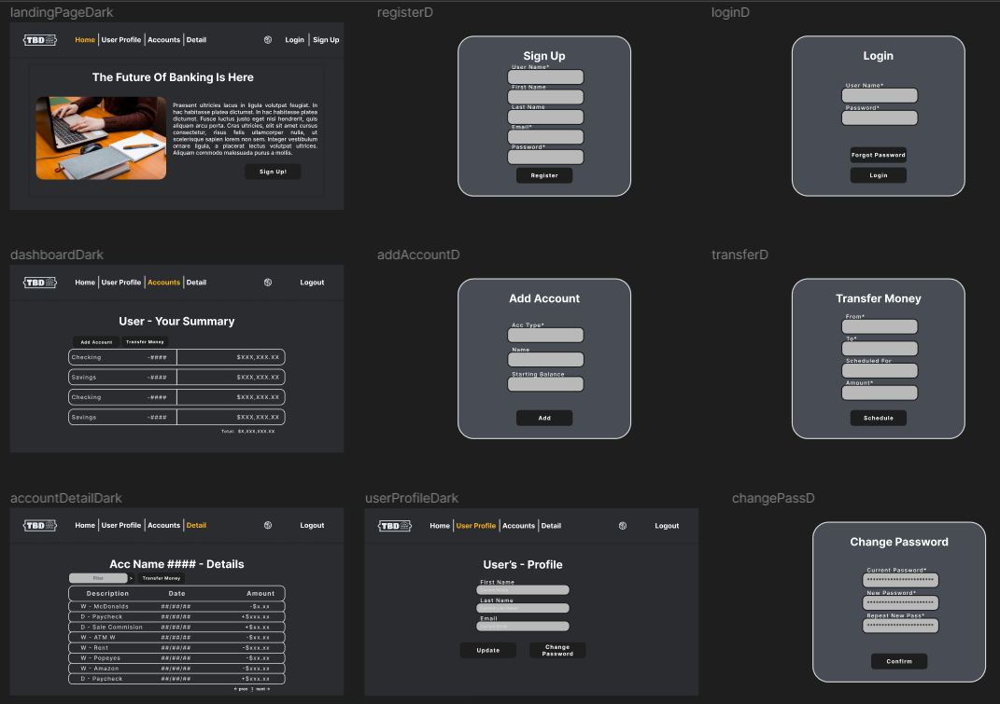 landingPageDark
TBD
Home
User Profile
Accounts
Detail
Login
Sign Up
The Future Of Banking Is Here
Praesent ultricies lacus in ligula volutpat feugiat. In
hac habitasse platea dictumst. In hac habitasse platea
dictumst. Fusce luctus justo eget nisi hendrerit, quis
aliquam arcu porta. Cras ultricies, elit sit amet cursus
consectetur, risus felis ullamcorper nulla, ut
scelerisque sapien lorem non sem. Integer vestibulum
ornare ligula, a placerat lectus volutpat ultrices.
Aliquam commodo malesuada purus a mollis.
Sign Up!
registerD
Sign Up
User Name*
First Name
Last Name
Email*
Password*
Register
loginD
Login
User Name*
Password*
Forgot Password
Login
dashboardDark
TBD
Home
User Profile
Accounts
Detail
Logout
User - Your Summary
Add Account
Transfer Money
Checking -#### $XXX,XXX.XX
Savings -#### $XXX,XXX.XX
Checking -#### $XXX,XXX.XX
Savings -#### $XXX,XXX.XX
Total: $X,XXX,XXX.XX
addAccountD
Add Account
Acc Type*
Name
Starting Balance
Add
transferD
Transfer Money
From*
To*
Scheduled For
Amount*
Schedule
accountDetailDark
TBD
Home
User Profile
Accounts
Detail
Logout
Acc Name #### - Details
Filter
>
Transfer Money
Description Date Amount
W - McDonalds ##/##/## -$x.xx
D - Paycheck ##/##/## +$xxx.xx
D - Sale Commision ##/##/## +$x.xx
W - ATM W ##/##/## -$x.xx
W - Rent ##/##/## -$xxx.xx
W - Popeyes ##/##/## -$x.xx
W - Amazon ##/##/## -$xx.xx
D - Paycheck ##/##/## +$xxx.xx
← prev | next →
userProfileDark
TBD
Home
User Profile
Accounts
Detail
Logout
User's - Profile
First Name
Last Name
Email
Update
Change
Password
changePassD
Change Password
Current Password*
***********************
New Password*
***********************
Repeat New Pass*
***********************
Confirm